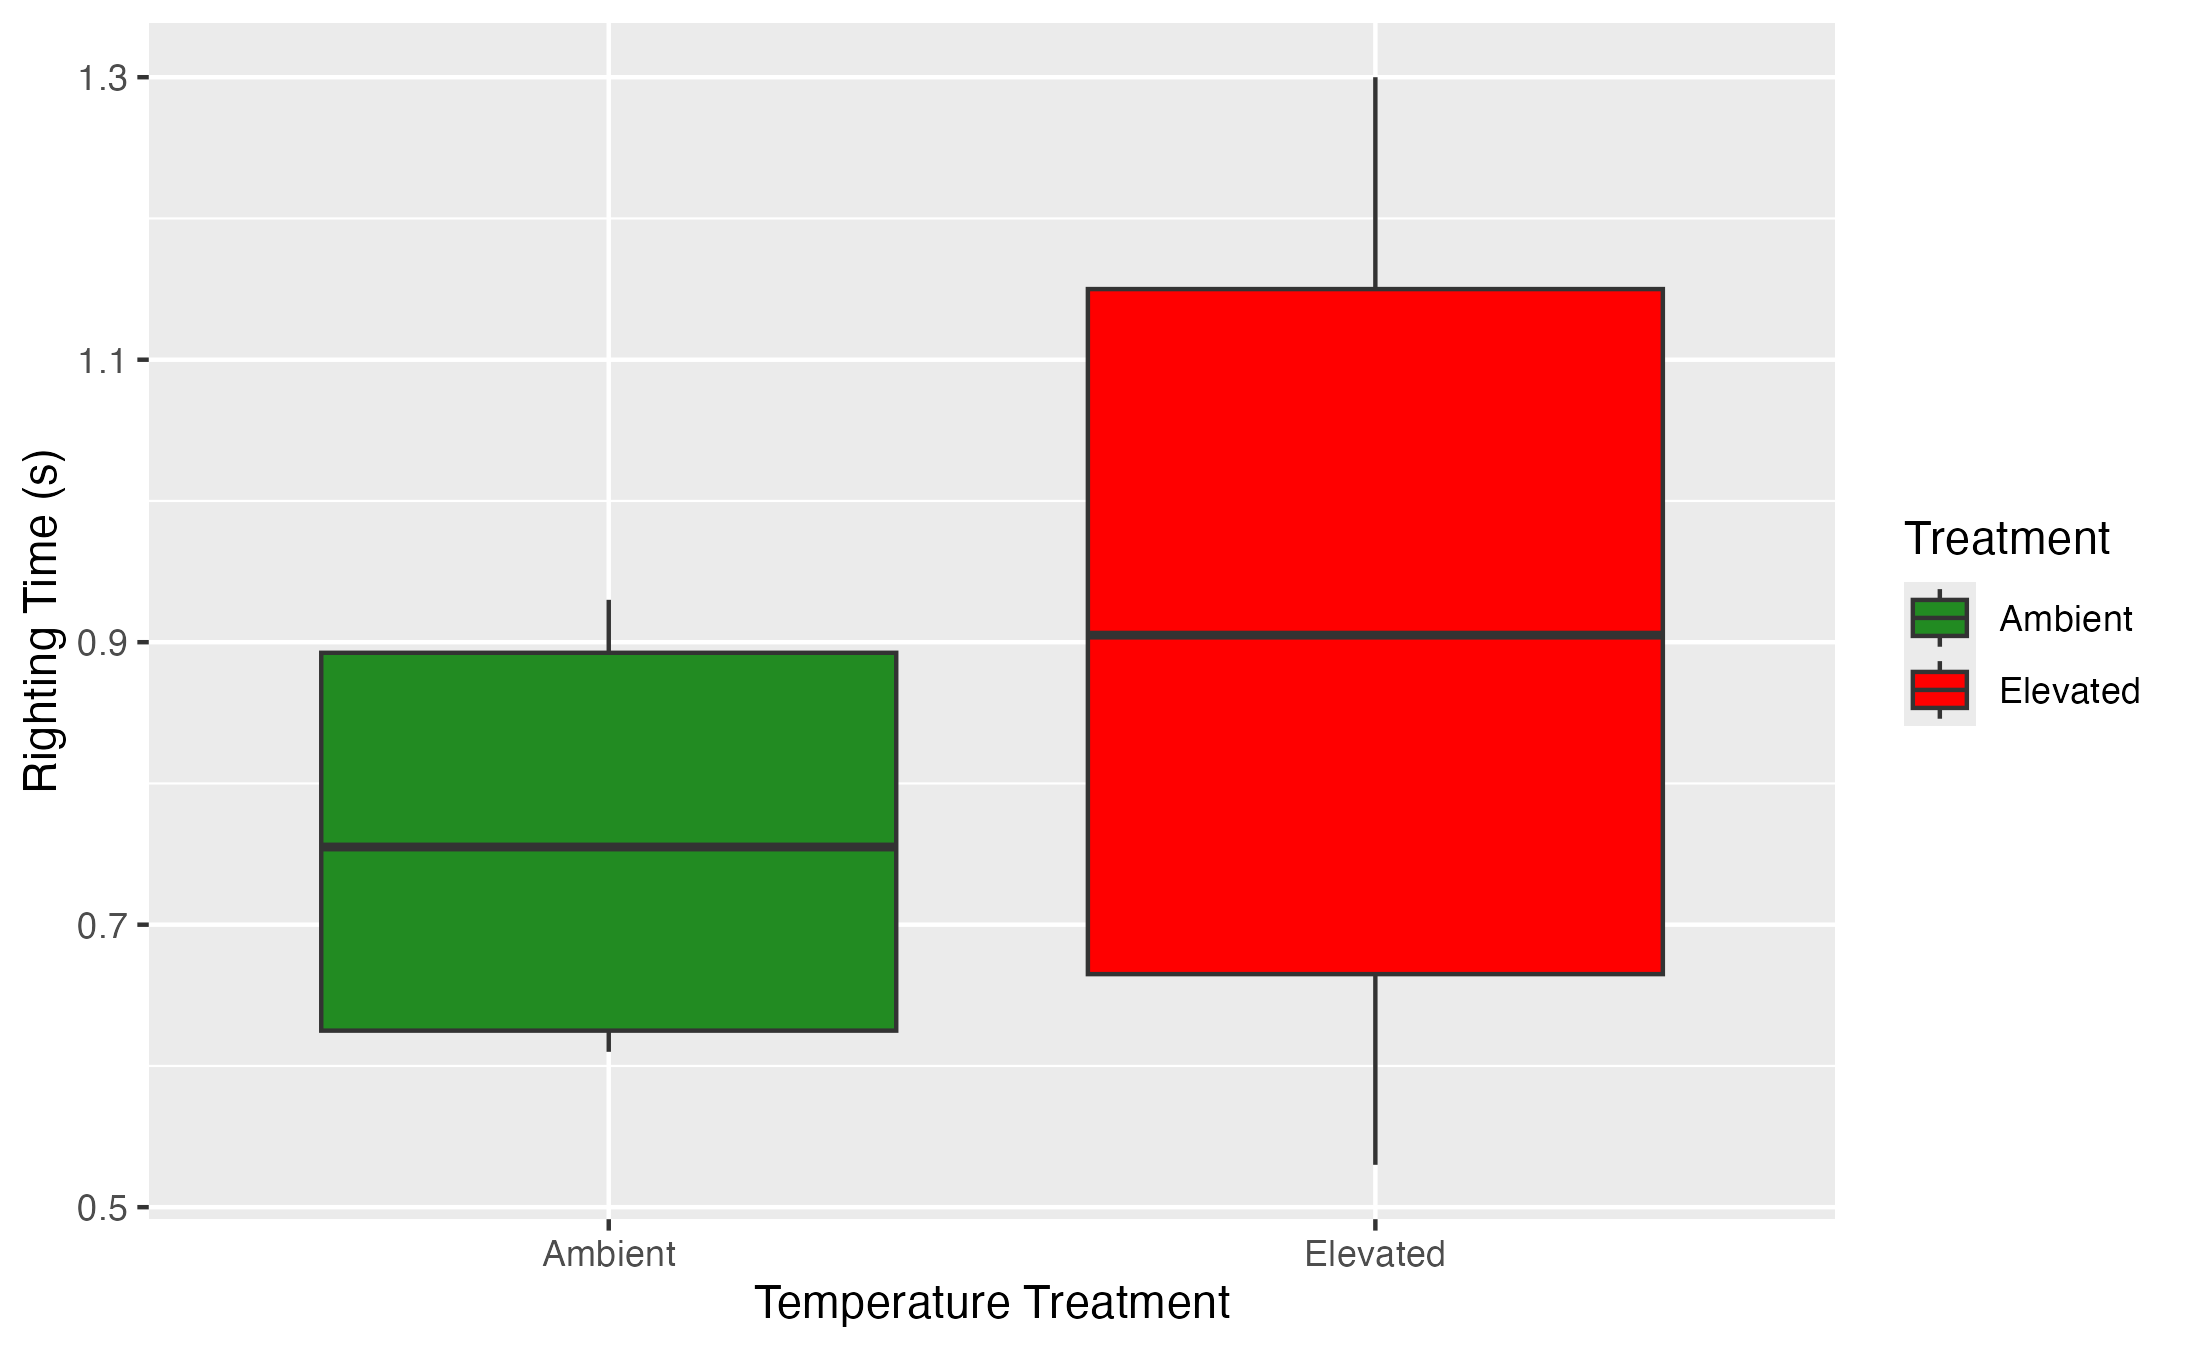 1.3
1.1
0.9
0.7
0.5
Righting Time (s)
Ambient
Elevated
Temperature Treatment
Treatment
Ambient
Elevated